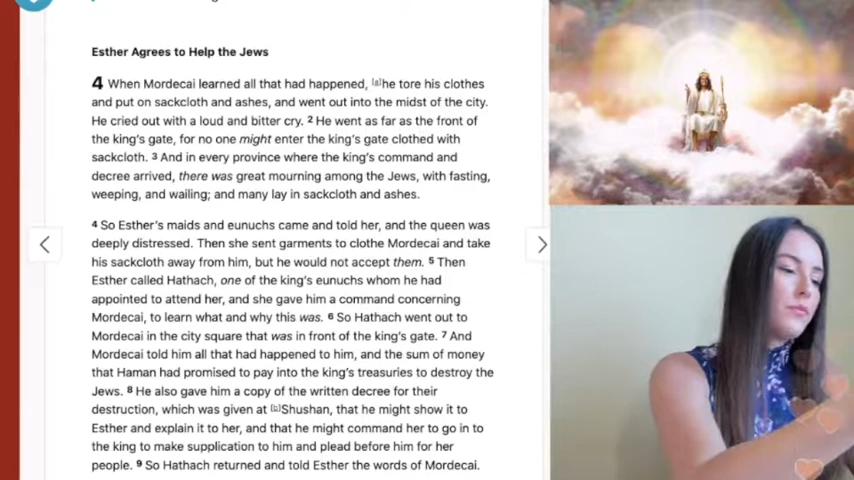 Esther Agrees to Help the Jews
4 When Mordecai learned all that had happened, [a]he tore his clothes
and put on sackcloth and ashes, and went out into the midst of the city.
He cried out with a loud and bitter cry. 2 He went as far as the front of
the king's gate, for no one might enter the king's gate clothed with
sackcloth. 3 And in every province where the king's command and
decree arrived, there was great mourning among the Jews, with fasting,
weeping, and wailing; and many lay in sackcloth and ashes.
4 So Esther's maids and eunuchs came and told her, and the queen was
deeply distressed. Then she sent garments to clothe Mordecai and take
his sackcloth away from him, but he would not accept them. 5 Then
Esther called Hathach, one of the king's eunuchs whom he had
appointed to attend her, and she gave him a command concerning
Mordecai, to learn what and why this was. 6 So Hathach went out to
Mordecai in the city square that was in front of the king's gate. 7 And
Mordecai told him all that had happened to him, and the sum of money
that Haman had promised to pay into the king's treasuries to destroy the
Jews. 8 He also gave him a copy of the written decree for their
destruction, which was given at [b]Shushan, that he might show it to
Esther and explain it to her, and that he might command her to go in to
the king to make supplication to him and plead before him for her
people. 9 So Hathach returned and told Esther the words of Mordecai.